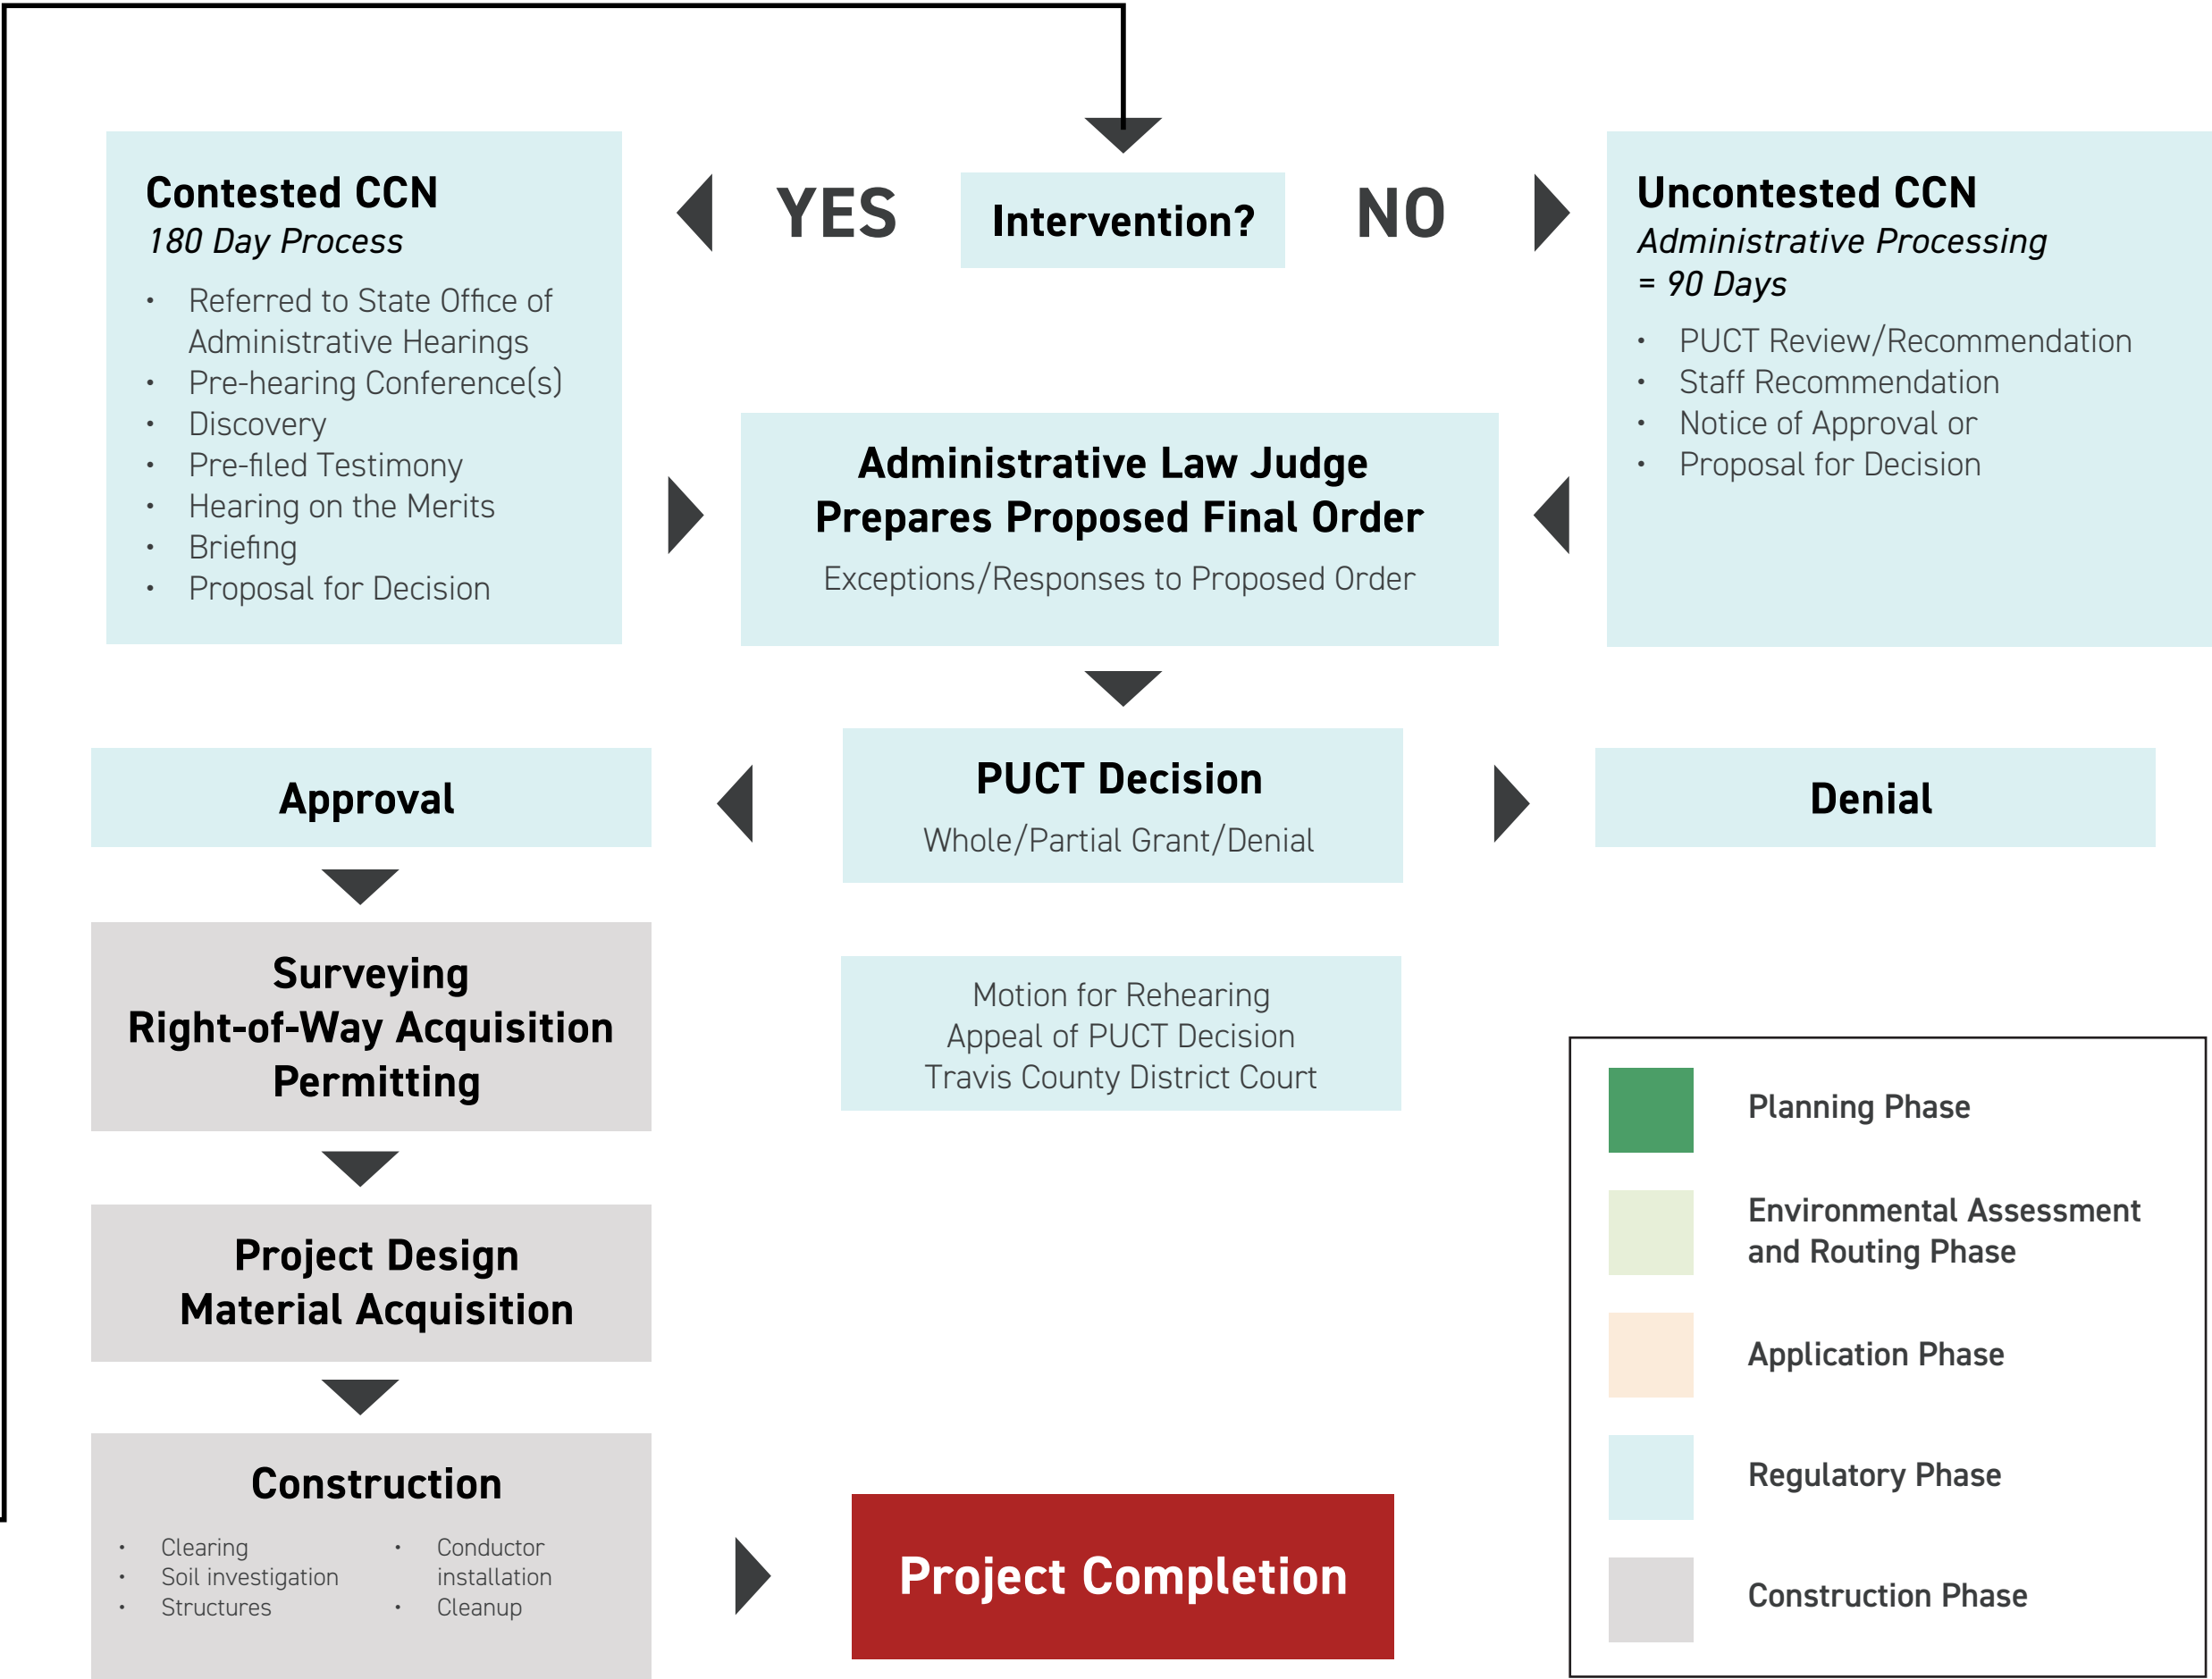 Contested CCN
180 Day Process
• Referred to State Office of
Administrative Hearings
• Pre-hearing Conference(s)
• Discovery
• Pre-filed Testimony
• Hearing on the Merits
• Briefing
• Proposal for Decision
YES
Intervention?
NO
Uncontested CCN
Administrative Processing
= 90 Days
• PUCT Review/Recommendation
• Staff Recommendation
• Notice of Approval or
• Proposal for Decision
Administrative Law Judge
Prepares Proposed Final Order
Exceptions/Responses to Proposed Order
Approval
PUCT Decision
Whole/Partial Grant/Denial
Denial
Surveying
Right-of-Way Acquisition
Permitting
Motion for Rehearing
Appeal of PUCT Decision
Travis County District Court
Project Design
Material Acquisition
Construction
• Clearing
• Soil investigation
• Structures
• Conductor
installation
• Cleanup
Project Completion
Planning Phase
Environmental Assessment
and Routing Phase
Application Phase
Regulatory Phase
Construction Phase